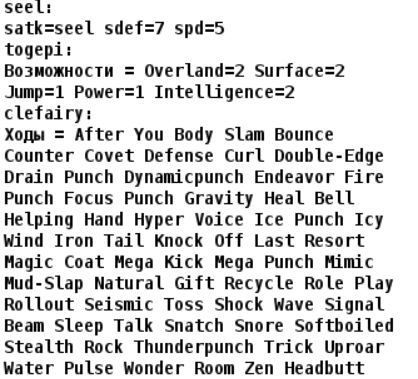 seel:
satk=seel sdef=7 spd=5
togepi:
Возможности = Overland=2 Surface=2
Jump=1 Power=1 Intelligence=2
clefairy:
Ходы = After You Body Slam Bounce
Counter Covet Defense Curl Double-Edge
Drain Punch Dynamicpunch Endeavor Fire
Punch Focus Punch Gravity Heal Bell
Helping Hand Hyper Voice Ice Punch Icy
Wind Iron Tail Knock Off Last Resort
Magic Coat Mega Kick Mega Punch Mimic
Mud-Slap Natural Gift Recycle Role Play
Rollout Seismic Toss Shock Wave Signal
Beam Sleep Talk Snatch Snore Softboiled
Stealth Rock Thunderpunch Trick Uproar
Water Pulse Wonder Room Zen Headbutt